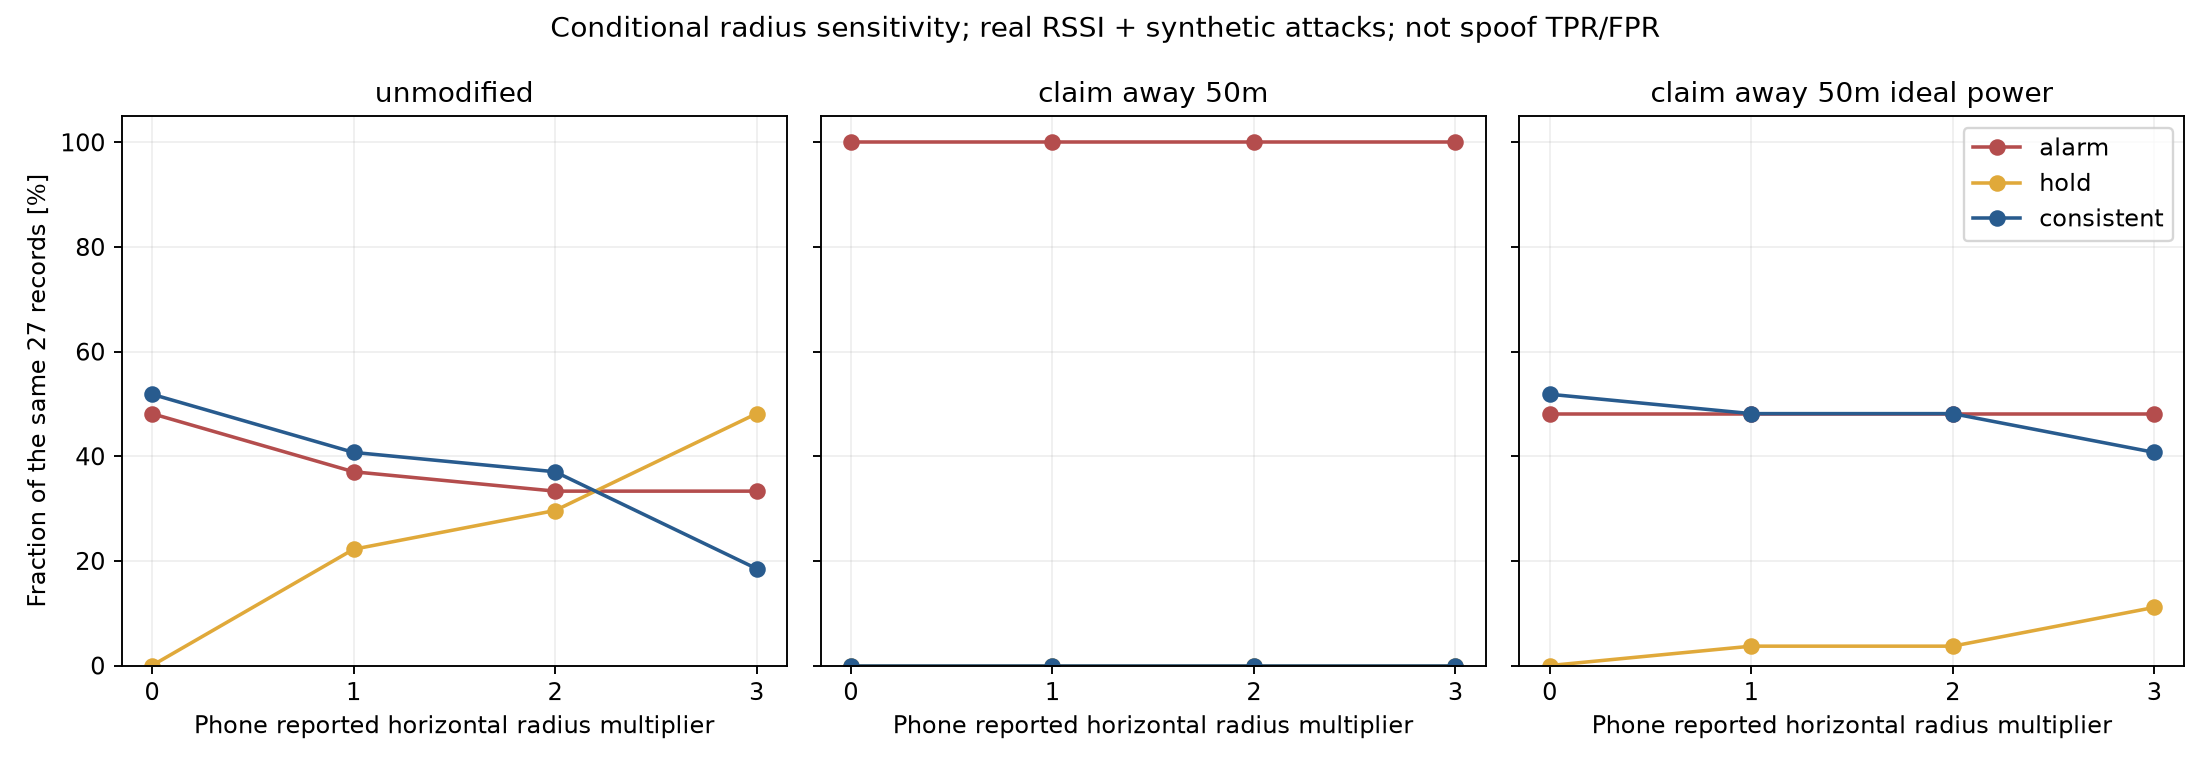 Conditional radius sensitivity; real RSSI + synthetic attacks; not spoof TPR/FPR
unmodified
claim away 50m
claim away 50m ideal power
Fraction of the same 27 records [%]
100
80
60
40
20
0
alarm
hold
consistent
0 1 2 3
0 1 2 3
0 1 2 3
Phone reported horizontal radius multiplier
Phone reported horizontal radius multiplier
Phone reported horizontal radius multiplier